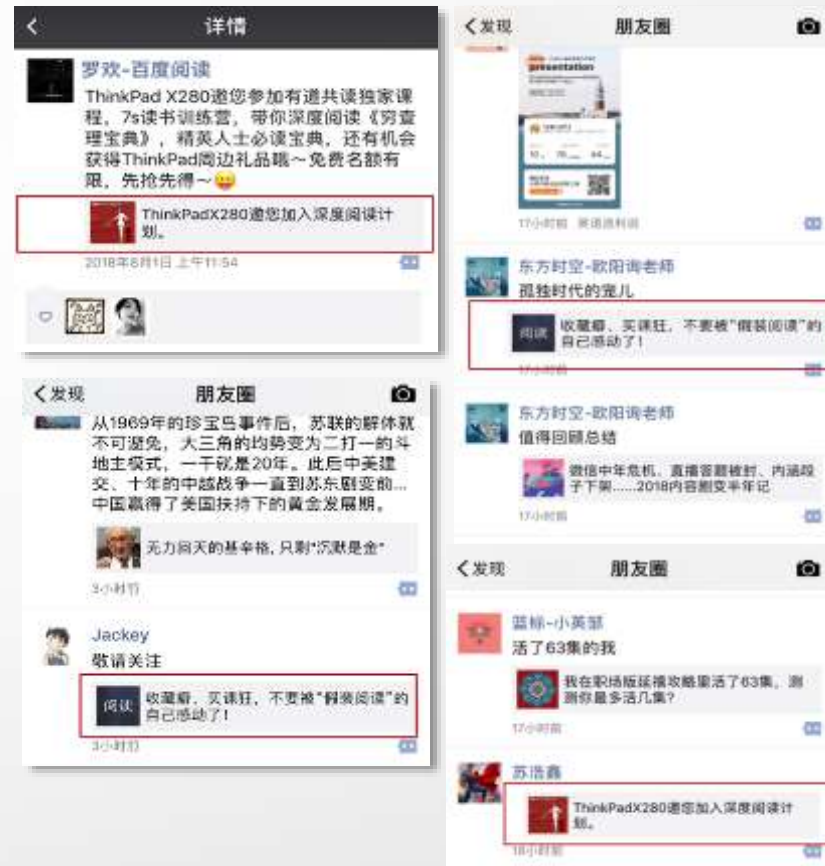 详情
罗欢-百度阅读
ThinkPad X280邀您参加有道共读独家课
程，7s读书训练营，带你深度阅读《穷查
理宝典》，精英人士必读宝典，还有机会
获得ThinkPad周边礼品哦～免费名额有
限，先抢先得～
ThinkPadX280邀您加入深度阅读计
划。
2018年8月1日 上午11:54
发现
朋友圈
从1969年的珍宝岛事件后，苏联的解体就
不可避免，大三角的均势变为二打一的斗
地主模式，一干就是20年。此后中美建
交、十年的中越战争一直到苏东剧变前...
中国赢得了美国扶持下的黄金发展期。
无力回天的基辛格，只剩“沉默是金”
3小时前
Jackey
敬请关注
阅读
收藏癖、买课狂，不要被“假装阅读”的
自己感动了！
3小时前
发现
朋友圈
presentation
17小时前 英语流利说
东方时空-欧阳询老师
孤独时代的宠儿
阅读
收藏癖、买课狂，不要被“假装阅读”的
自己感动了！
17小时前
东方时空-欧阳询老师
值得回顾总结
微信中年危机、直播答题被封、内涵段
子下架......2018内容剧变半年记
17小时前
发现
朋友圈
蓝标-小英邹
活了63集的我
我在职场版延禧攻略里活了63集，测
测你最多活几集？
17小时前
苏浩鑫
ThinkPadX280邀您加入深度阅读计
划。
18小时前